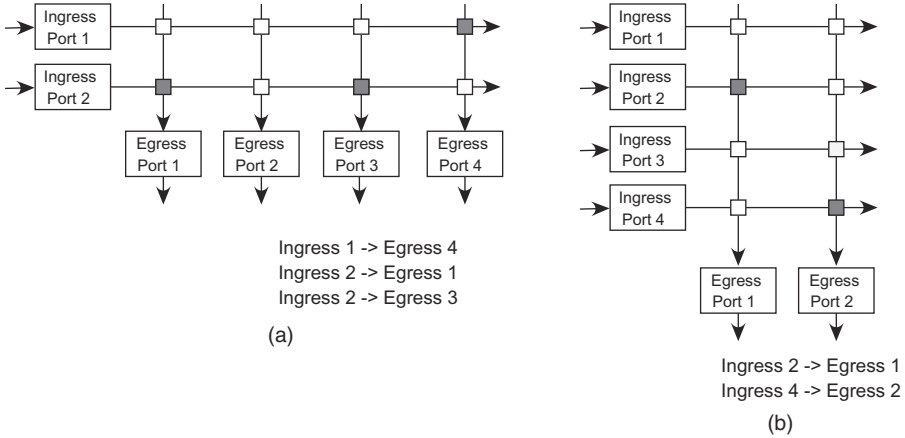 Ingress
Port 1
Ingress
Port 2
Egress
Port 1
Egress
Port 2
Egress
Port 3
Egress
Port 4
Ingress 1 -> Egress 4
Ingress 2 -> Egress 1
Ingress 2 -> Egress 3
(a)
Ingress
Port 1
Ingress
Port 2
Ingress
Port 3
Ingress
Port 4
Egress
Port 1
Egress
Port 2
Ingress 2 -> Egress 1
Ingress 4 -> Egress 2
(b)